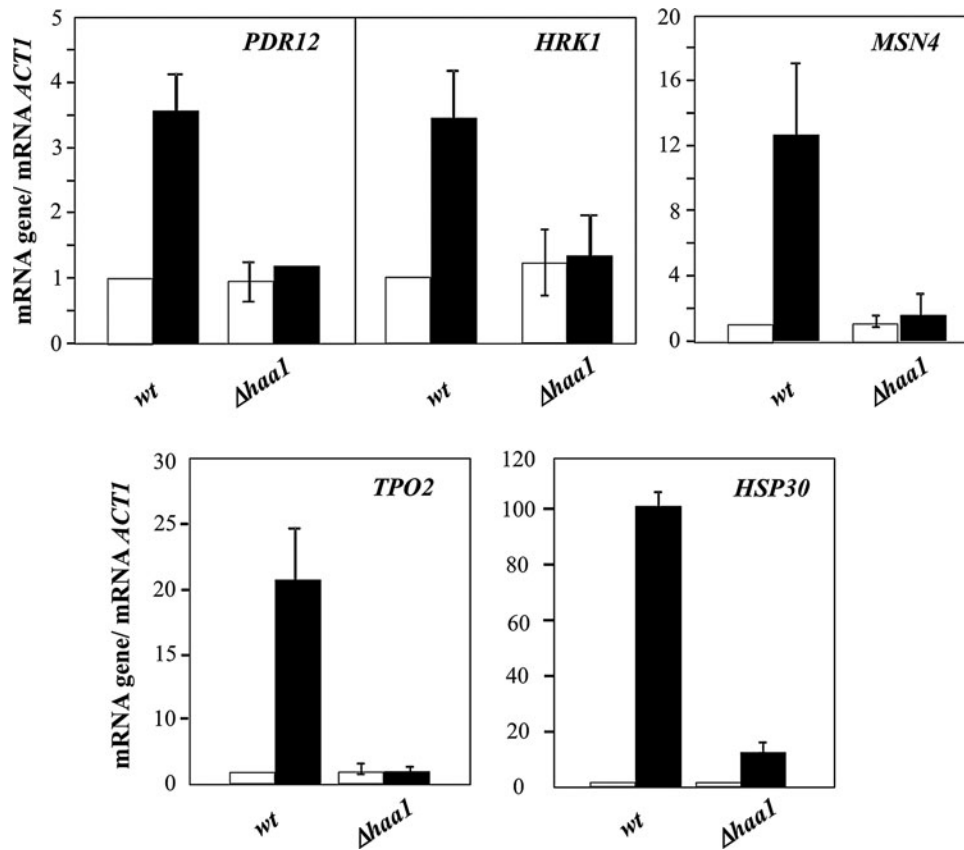 mRNA gene/ mRNA ACT1
5
4
3
2
1
0
PDR12
wt
Δhaa1
HRK1
wt
Δhaa1
20
16
12
8
4
0
MSN4
wt
Δhaa1
mRNA gene/ mRNA ACT1
30
25
20
15
10
0
TPO2
wt
Δhaa1
120
100
80
60
40
20
0
HSP30
wt
Δhaa1